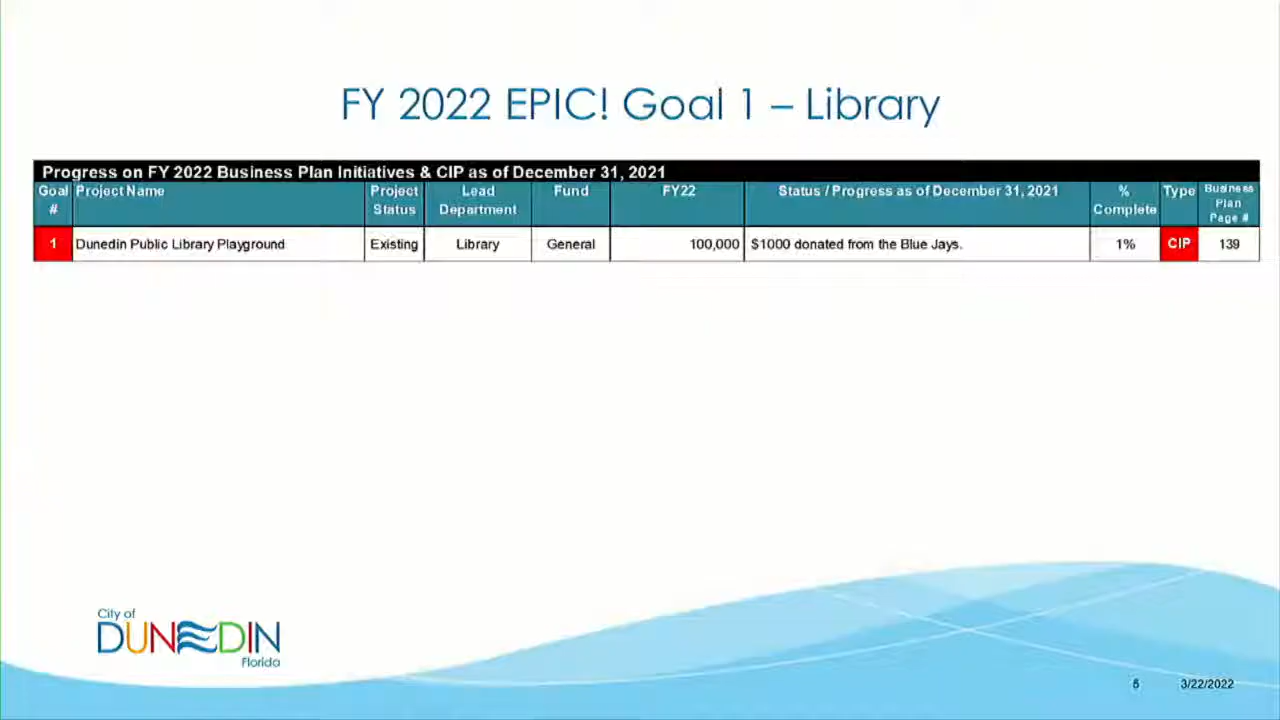 FY 2022 EPIC! Goal 1 – Library
Progress on FY 2022 Business Plan Initiatives & CIP as of December 31, 2021
Goal # Project Name Project Status Lead Department Fund FY22 Status / Progress as of December 31, 2021 % Complete Type Business Plan Page #
1 Dunedin Public Library Playground Existing Library General 100,000 $1000 donated from the Blue Jays. 1% CIP 139
City of
DUNEDIN
Florida
5 3/22/2022